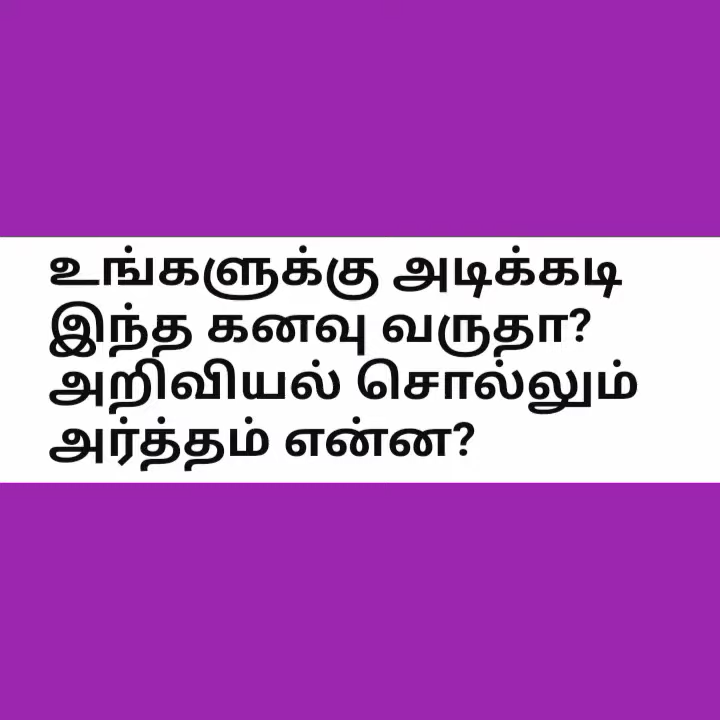 உங்களுக்கு அடிக்கடி
இந்த கனவு வருதா?
அறிவியல் சொல்லும்
அர்த்தம் என்ன?